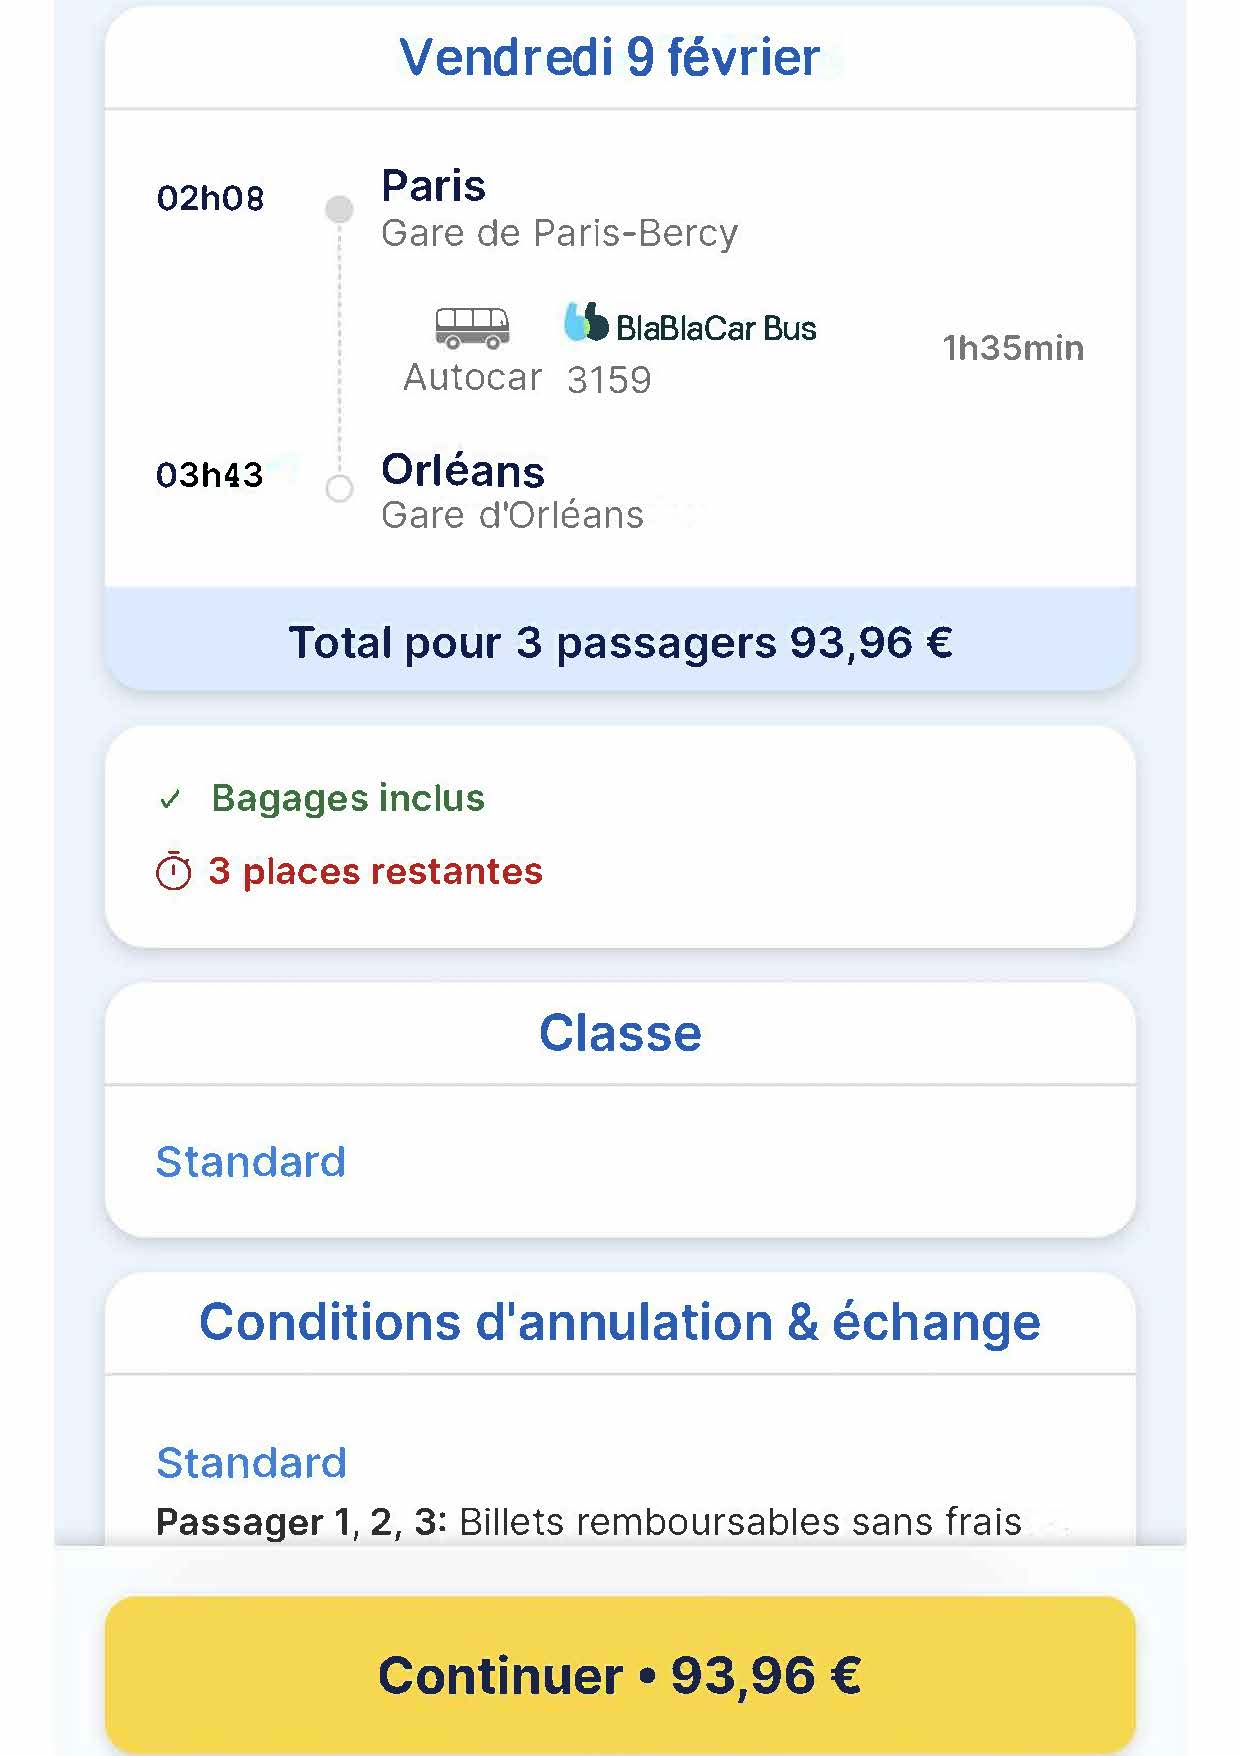 Vendredi 9 février
02h08
Paris
Gare de Paris-Bercy
BlaBlaCar Bus
Autocar 3159
1h35min
03h43
Orléans
Gare d'Orléans
Total pour 3 passagers 93,96 €
Bagages inclus
3 places restantes
Classe
Standard
Conditions d'annulation & échange
Standard
Passager 1, 2, 3: Billets remboursables sans frais
Continuer • 93,96 €